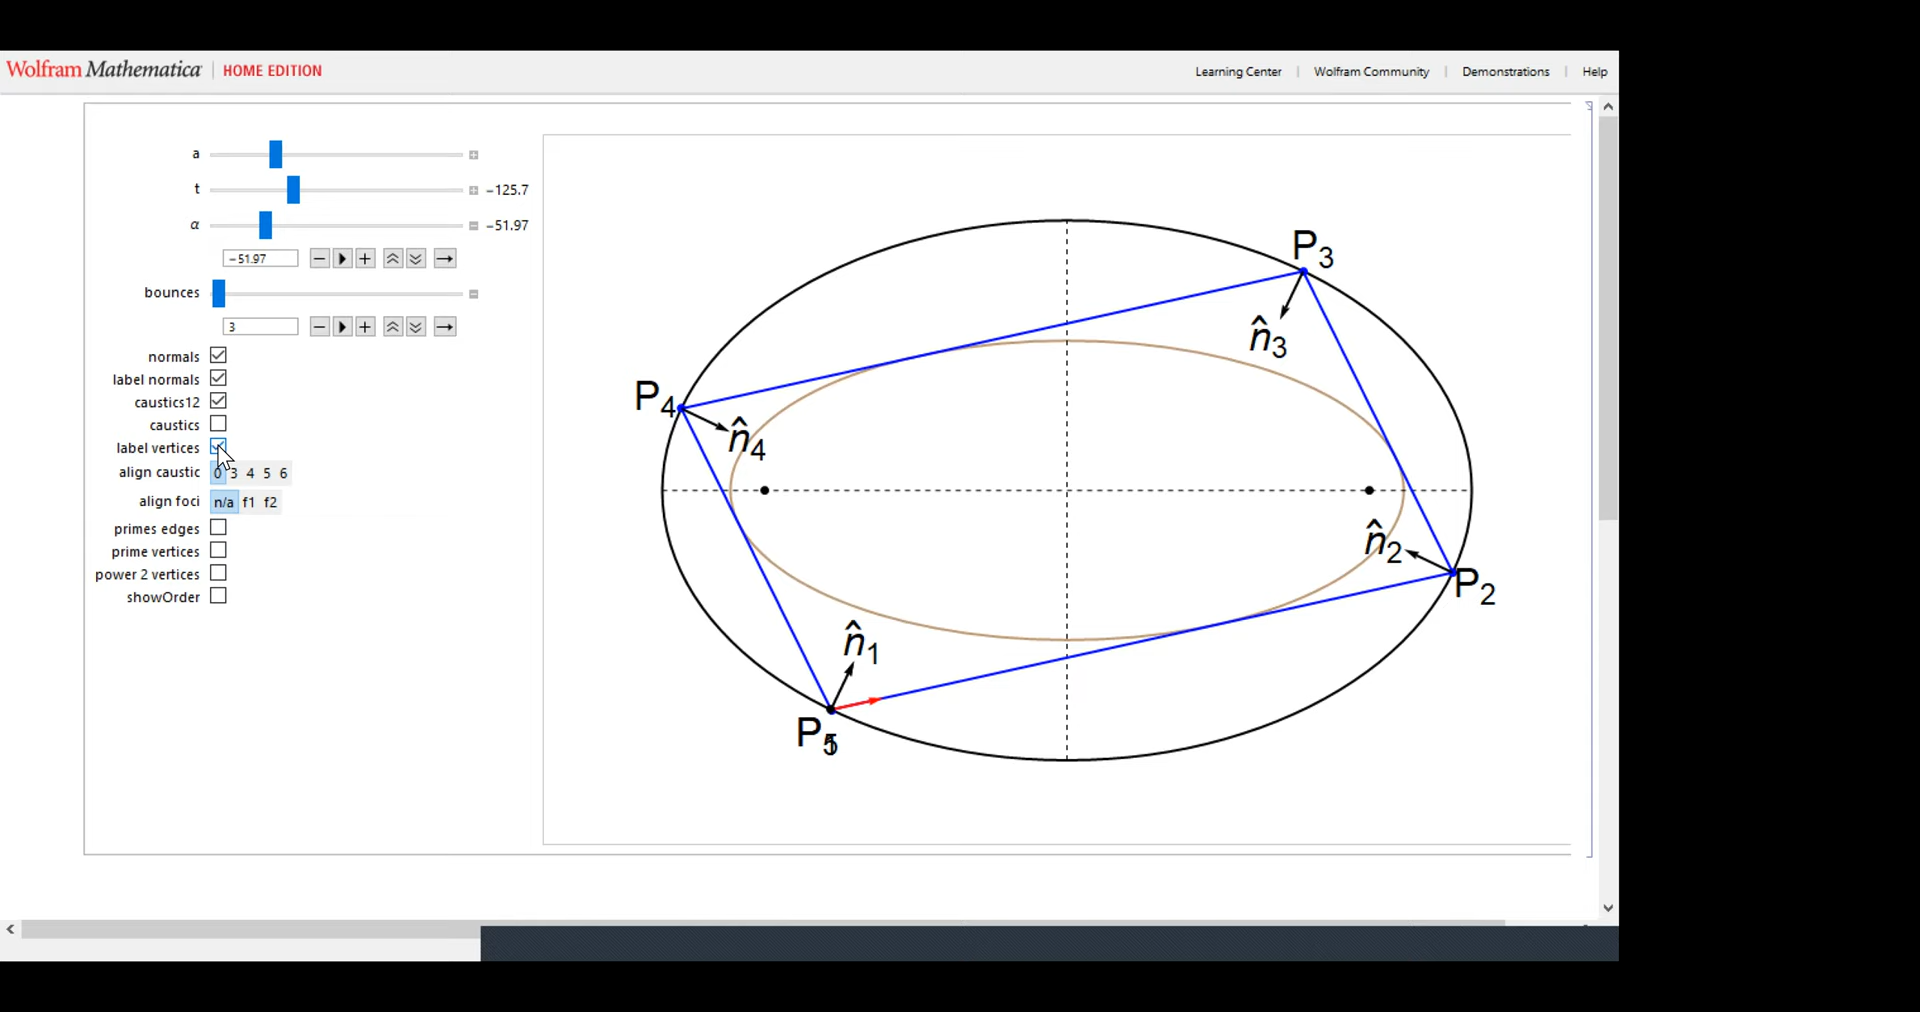 Wolfram Mathematica | HOME EDITION
Learning Center | Wolfram Community | Demonstrations | Help
a
t -125.7
α -51.97
-51.97
bounces
3
normals
label normals
caustics12
caustics
label vertices
align caustic 0 3 4 5 6
align foci n/a f1 f2
primes edges
prime vertices
power 2 vertices
showOrder
P3
n̂3
P4
n̂4
n̂2
P2
n̂1
P5